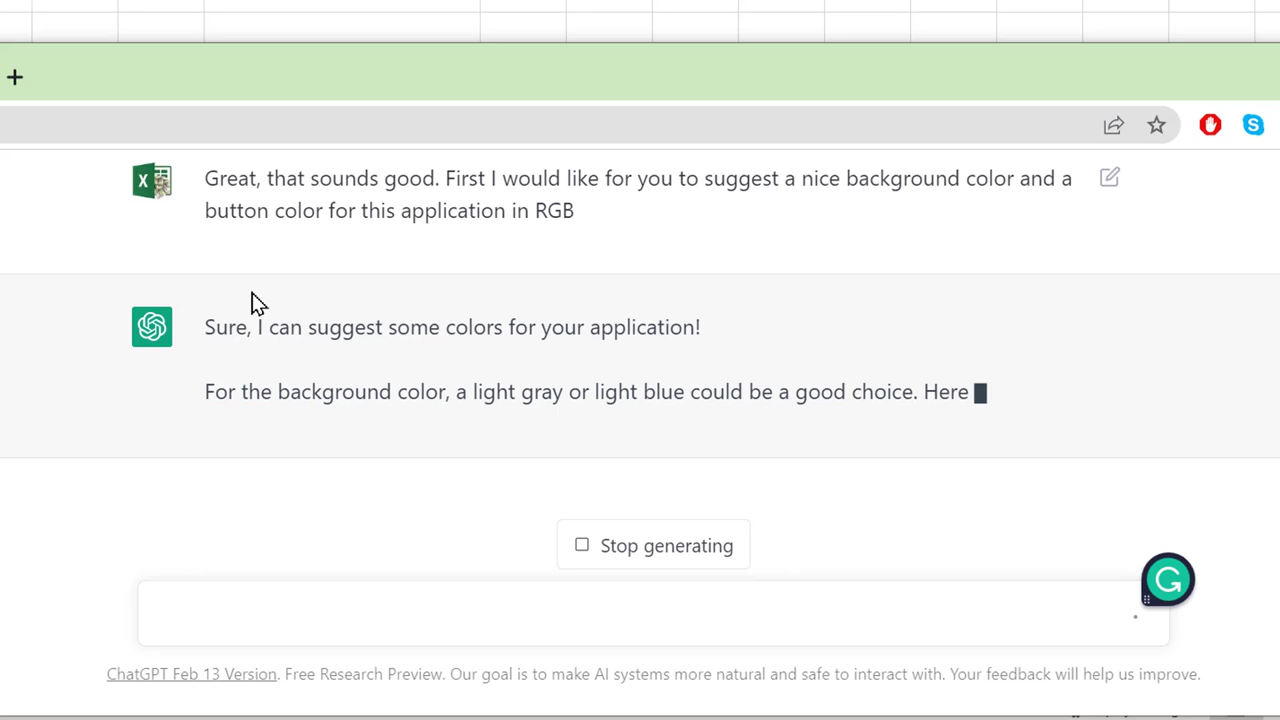 Great, that sounds good. First I would like for you to suggest a nice background color and a
button color for this application in RGB
Sure, I can suggest some colors for your application!
For the background color, a light gray or light blue could be a good choice. Here
Stop generating
ChatGPT Feb 13 Version. Free Research Preview. Our goal is to make AI systems more natural and safe to interact with. Your feedback will help us improve.